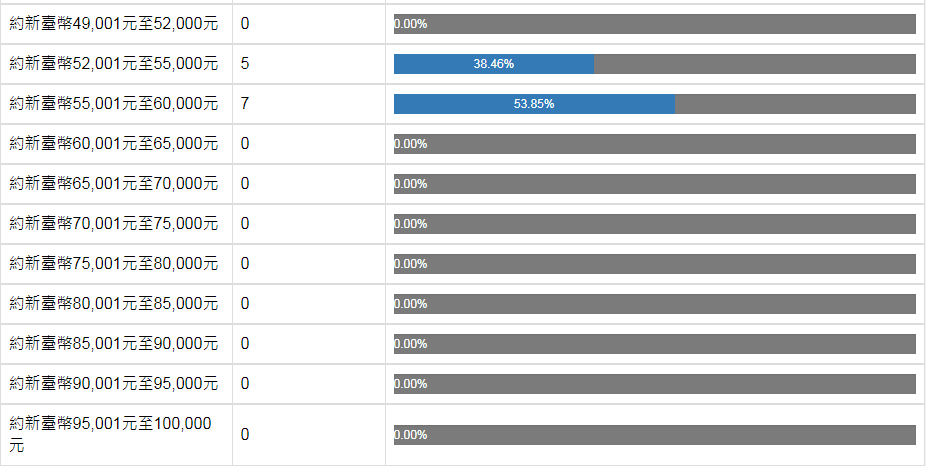 約新臺幣49,001元至52,000元 0 0.00%
約新臺幣52,001元至55,000元 5 38.46%
約新臺幣55,001元至60,000元 7 53.85%
約新臺幣60,001元至65,000元 0 0.00%
約新臺幣65,001元至70,000元 0 0.00%
約新臺幣70,001元至75,000元 0 0.00%
約新臺幣75,001元至80,000元 0 0.00%
約新臺幣80,001元至85,000元 0 0.00%
約新臺幣85,001元至90,000元 0 0.00%
約新臺幣90,001元至95,000元 0 0.00%
約新臺幣95,001元至100,000
元 0 0.00%